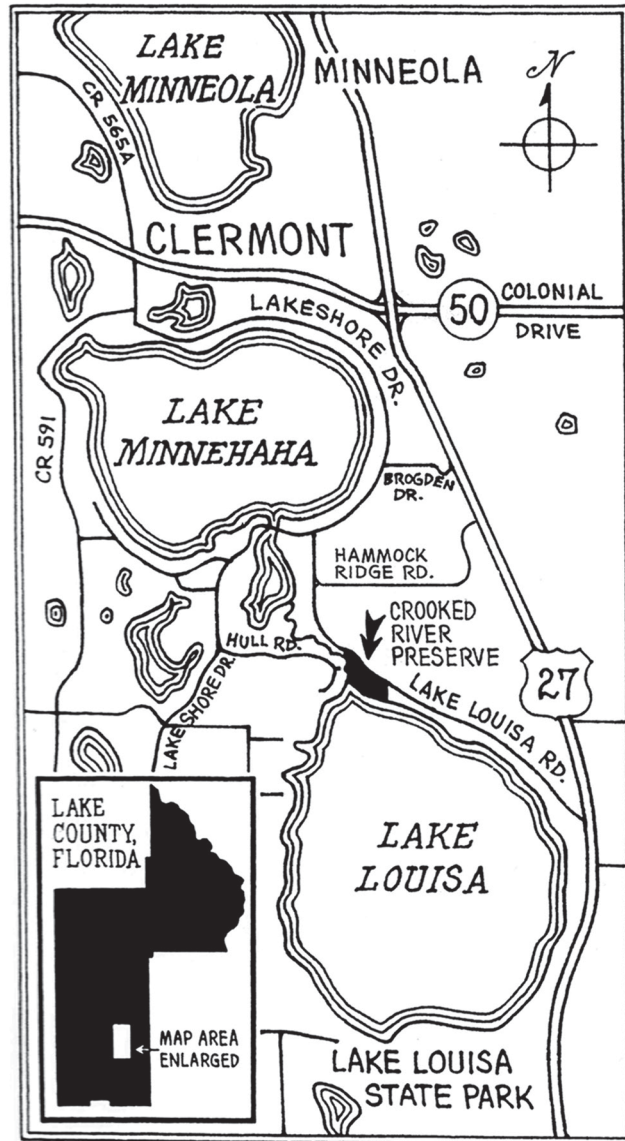 LAKE
MINNEOLA
MINNEOLA
N
CR 565A
CLERMONT
50
COLONIAL
DRIVE
LAKESHORE DR.
LAKE
MINNEHAHA
CR 591
BROGDEN
DR.
HAMMOCK
RIDGE RD.
CROOKED
RIVER
PRESERVE
HULL RD.
LAKE SHORE DR.
27
LAKE LOUISA RD.
LAKE
LOUISA
LAKE
COUNTY,
FLORIDA
MAP AREA
ENLARGED
LAKE LOUISA
STATE PARK